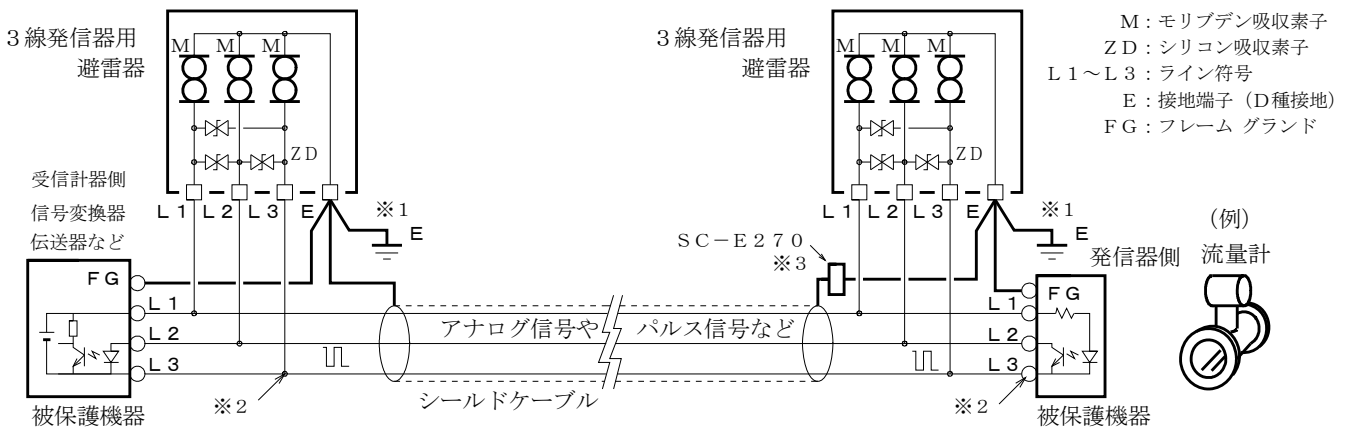 3線発信器用
避雷器
M M M
ZD
L1 L2 L3 E
※1
E
受信計器側
信号変換器
伝送器など
FG
L1
L2
L3
※2
被保護機器
アナログ信号や
パルス信号など
シールドケーブル
3線発信器用
避雷器
M M M
ZD
L1 L2 L3 E
※1
E
SC-E270
※3
発信器側
FG
L1
L2
L3
※2
被保護機器
(例)
流量計
M:モリブデン吸収素子
ZD:シリコン吸収素子
L1~L3:ライン符号
E:接地端子(D種接地)
FG:フレーム グランド